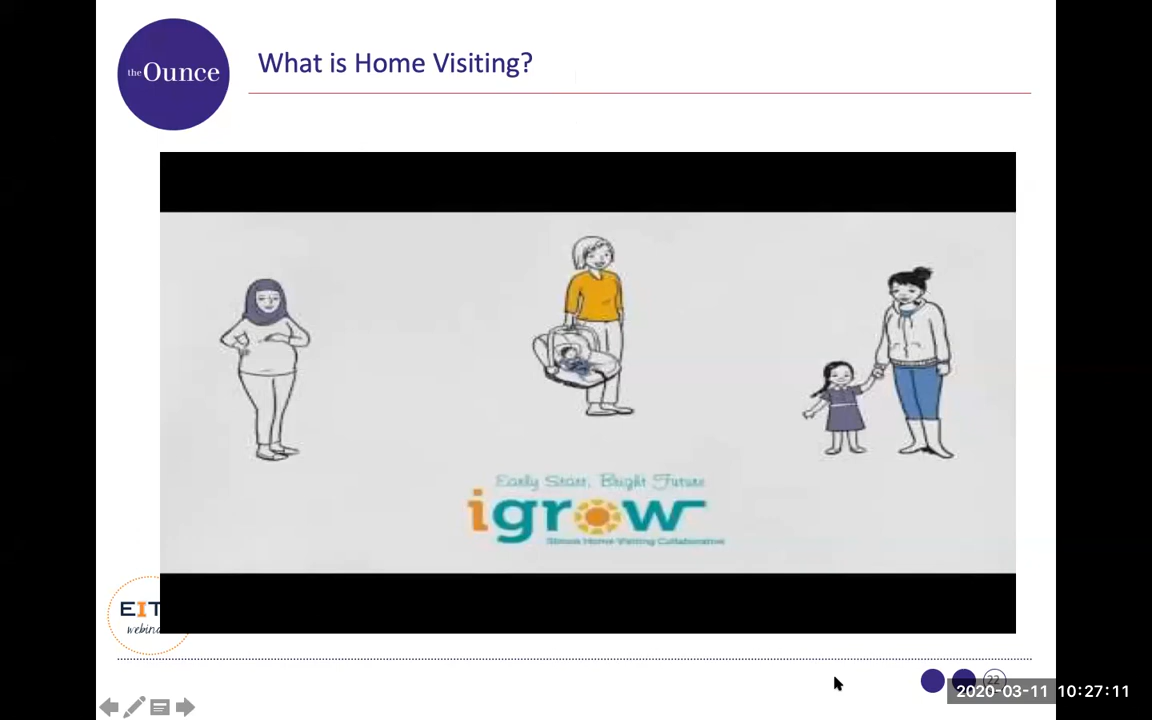 the Ounce
What is Home Visiting?
Early Start, Bright Future
igrow
Illinois Home Visiting Collaborative
EIT
webina
22
2020-03-11 10:27:11